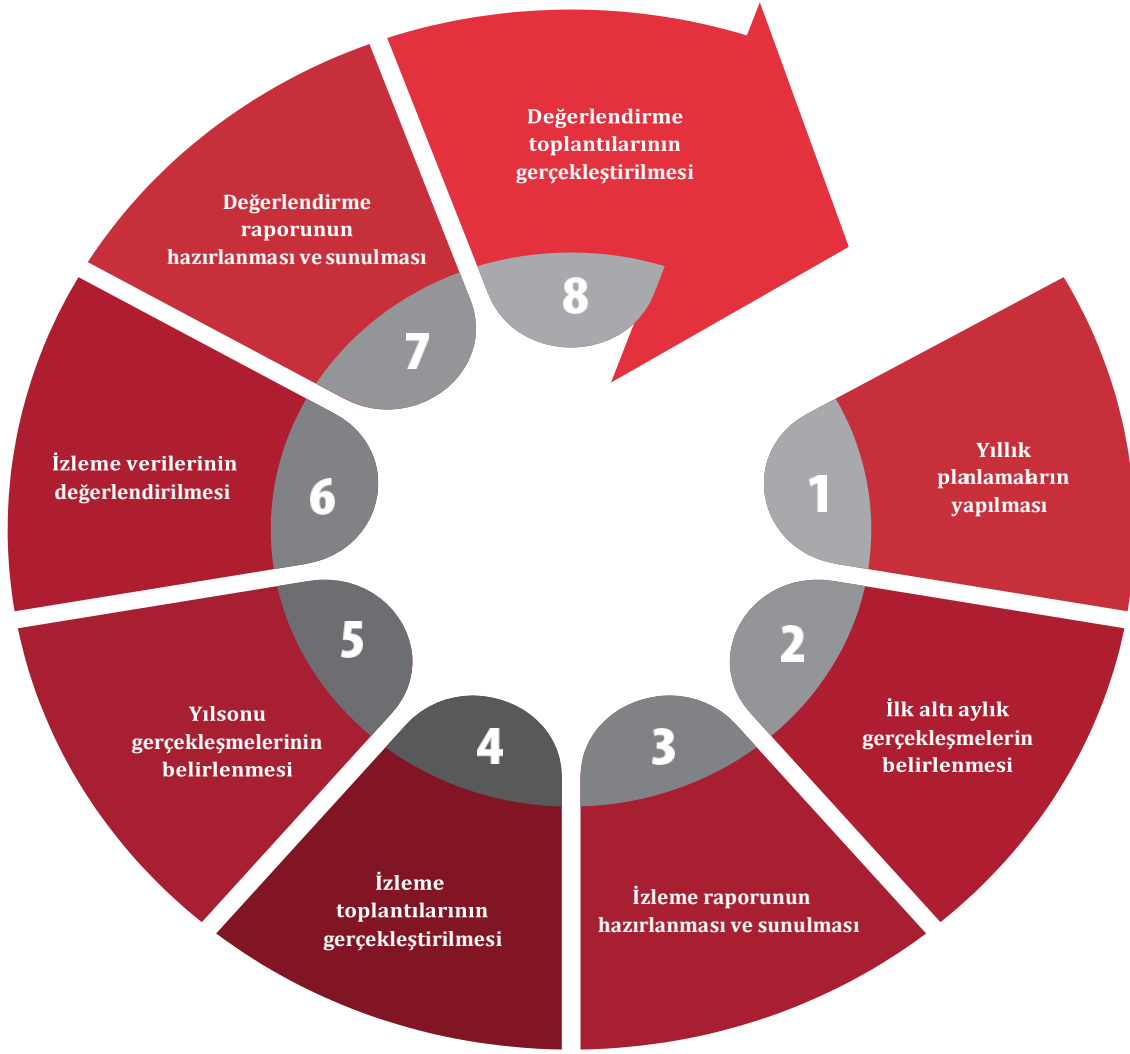 1
Yıllık
planlamaların
yapılması
2
İlk altı aylık
gerçekleşmelerin
belirlenmesi
3
İzleme raporunun
hazırlanması ve sunulması
4
İzleme
toplantılarının
gerçekleştirilmesi
5
Yılsonu
gerçekleşmelerinin
belirlenmesi
6
İzleme verilerinin
değerlendirilmesi
7
Değerlendirme
raporunun
hazırlanması ve sunulması
8
Değerlendirme
toplantılarının
gerçekleştirilmesi